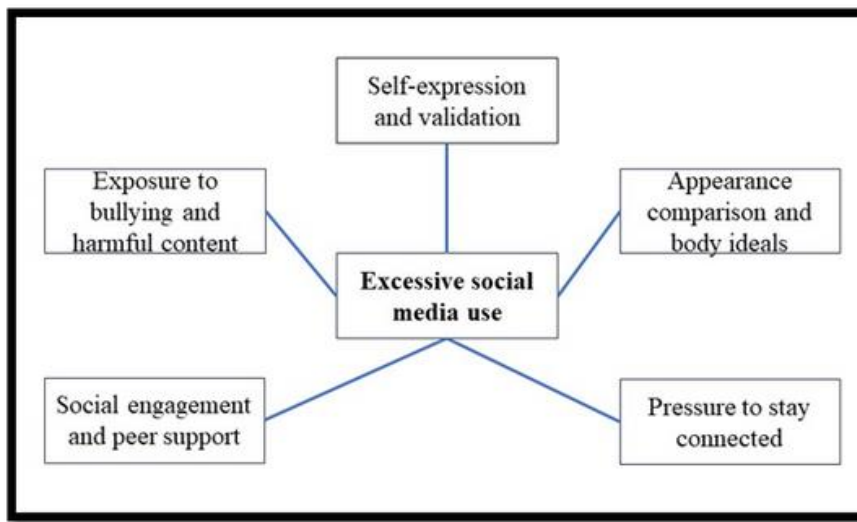 Self-expression
and validation
Exposure to
bullying and
harmful content
Appearance
comparison and
body ideals
Excessive social
media use
Social engagement
and peer support
Pressure to stay
connected